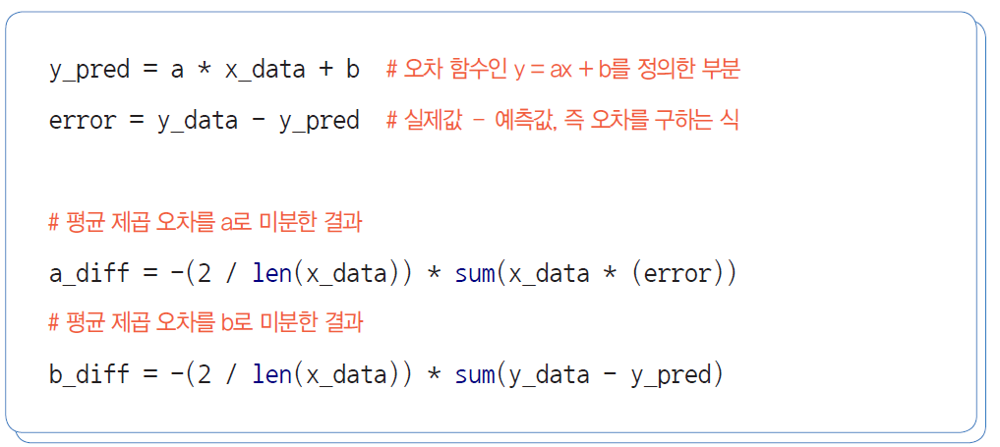 y_pred = a * x_data + b # 오차 함수인 y = ax + b를 정의한 부분
error = y_data - y_pred # 실제값 - 예측값, 즉 오차를 구하는 식
# 평균 제곱 오차를 a로 미분한 결과
a_diff = -(2 / len(x_data)) * sum(x_data * (error))
# 평균 제곱 오차를 b로 미분한 결과
b_diff = -(2 / len(x_data)) * sum(y_data - y_pred)